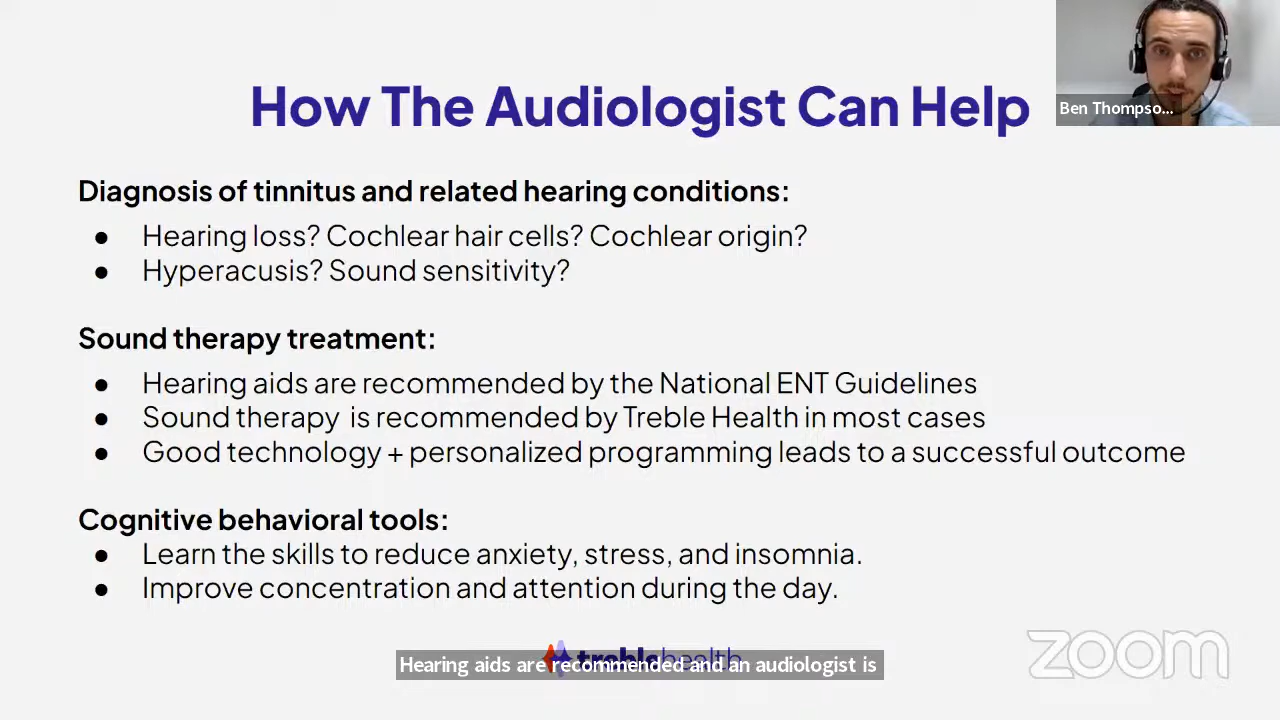 How The Audiologist Can Help
Ben Thompso...
Diagnosis of tinnitus and related hearing conditions:
● Hearing loss? Cochlear hair cells? Cochlear origin?
● Hyperacusis? Sound sensitivity?
Sound therapy treatment:
● Hearing aids are recommended by the National ENT Guidelines
● Sound therapy is recommended by Treble Health in most cases
● Good technology + personalized programming leads to a successful outcome
Cognitive behavioral tools:
● Learn the skills to reduce anxiety, stress, and insomnia.
● Improve concentration and attention during the day.
treblehealth
Hearing aids are recommended and an audiologist is
zoom